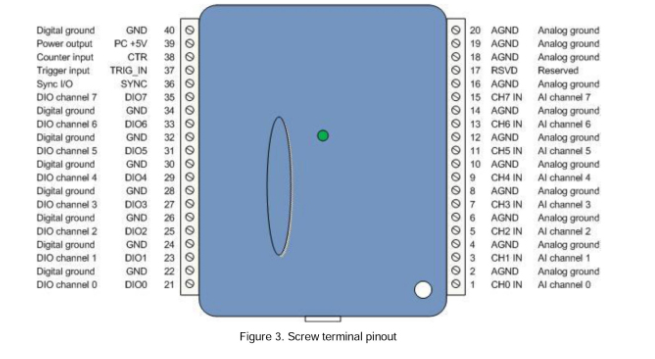 Digital ground GND 40 20 AGND Analog ground
Power output PC +5V 39 19 AGND Analog ground
Counter input CTR 38 18 AGND Analog ground
Trigger input TRIG_IN 37 17 RSVD Reserved
Sync I/O SYNC 36 16 AGND Analog ground
DIO channel 7 DIO7 35 15 CH7 IN AI channel 7
Digital ground GND 34 14 AGND Analog ground
DIO channel 6 DIO6 33 13 CH6 IN AI channel 6
Digital ground GND 32 12 AGND Analog ground
DIO channel 5 DIO5 31 11 CH5 IN AI channel 5
Digital ground GND 30 10 AGND Analog ground
DIO channel 4 DIO4 29 9 CH4 IN AI channel 4
Digital ground GND 28 8 AGND Analog ground
DIO channel 3 DIO3 27 7 CH3 IN AI channel 3
Digital ground GND 26 6 AGND Analog ground
DIO channel 2 DIO2 25 5 CH2 IN AI channel 2
Digital ground GND 24 4 AGND Analog ground
DIO channel 1 DIO1 23 3 CH1 IN AI channel 1
Digital ground GND 22 2 AGND Analog ground
DIO channel 0 DIO0 21 1 CH0 IN AI channel 0
Figure 3. Screw terminal pinout